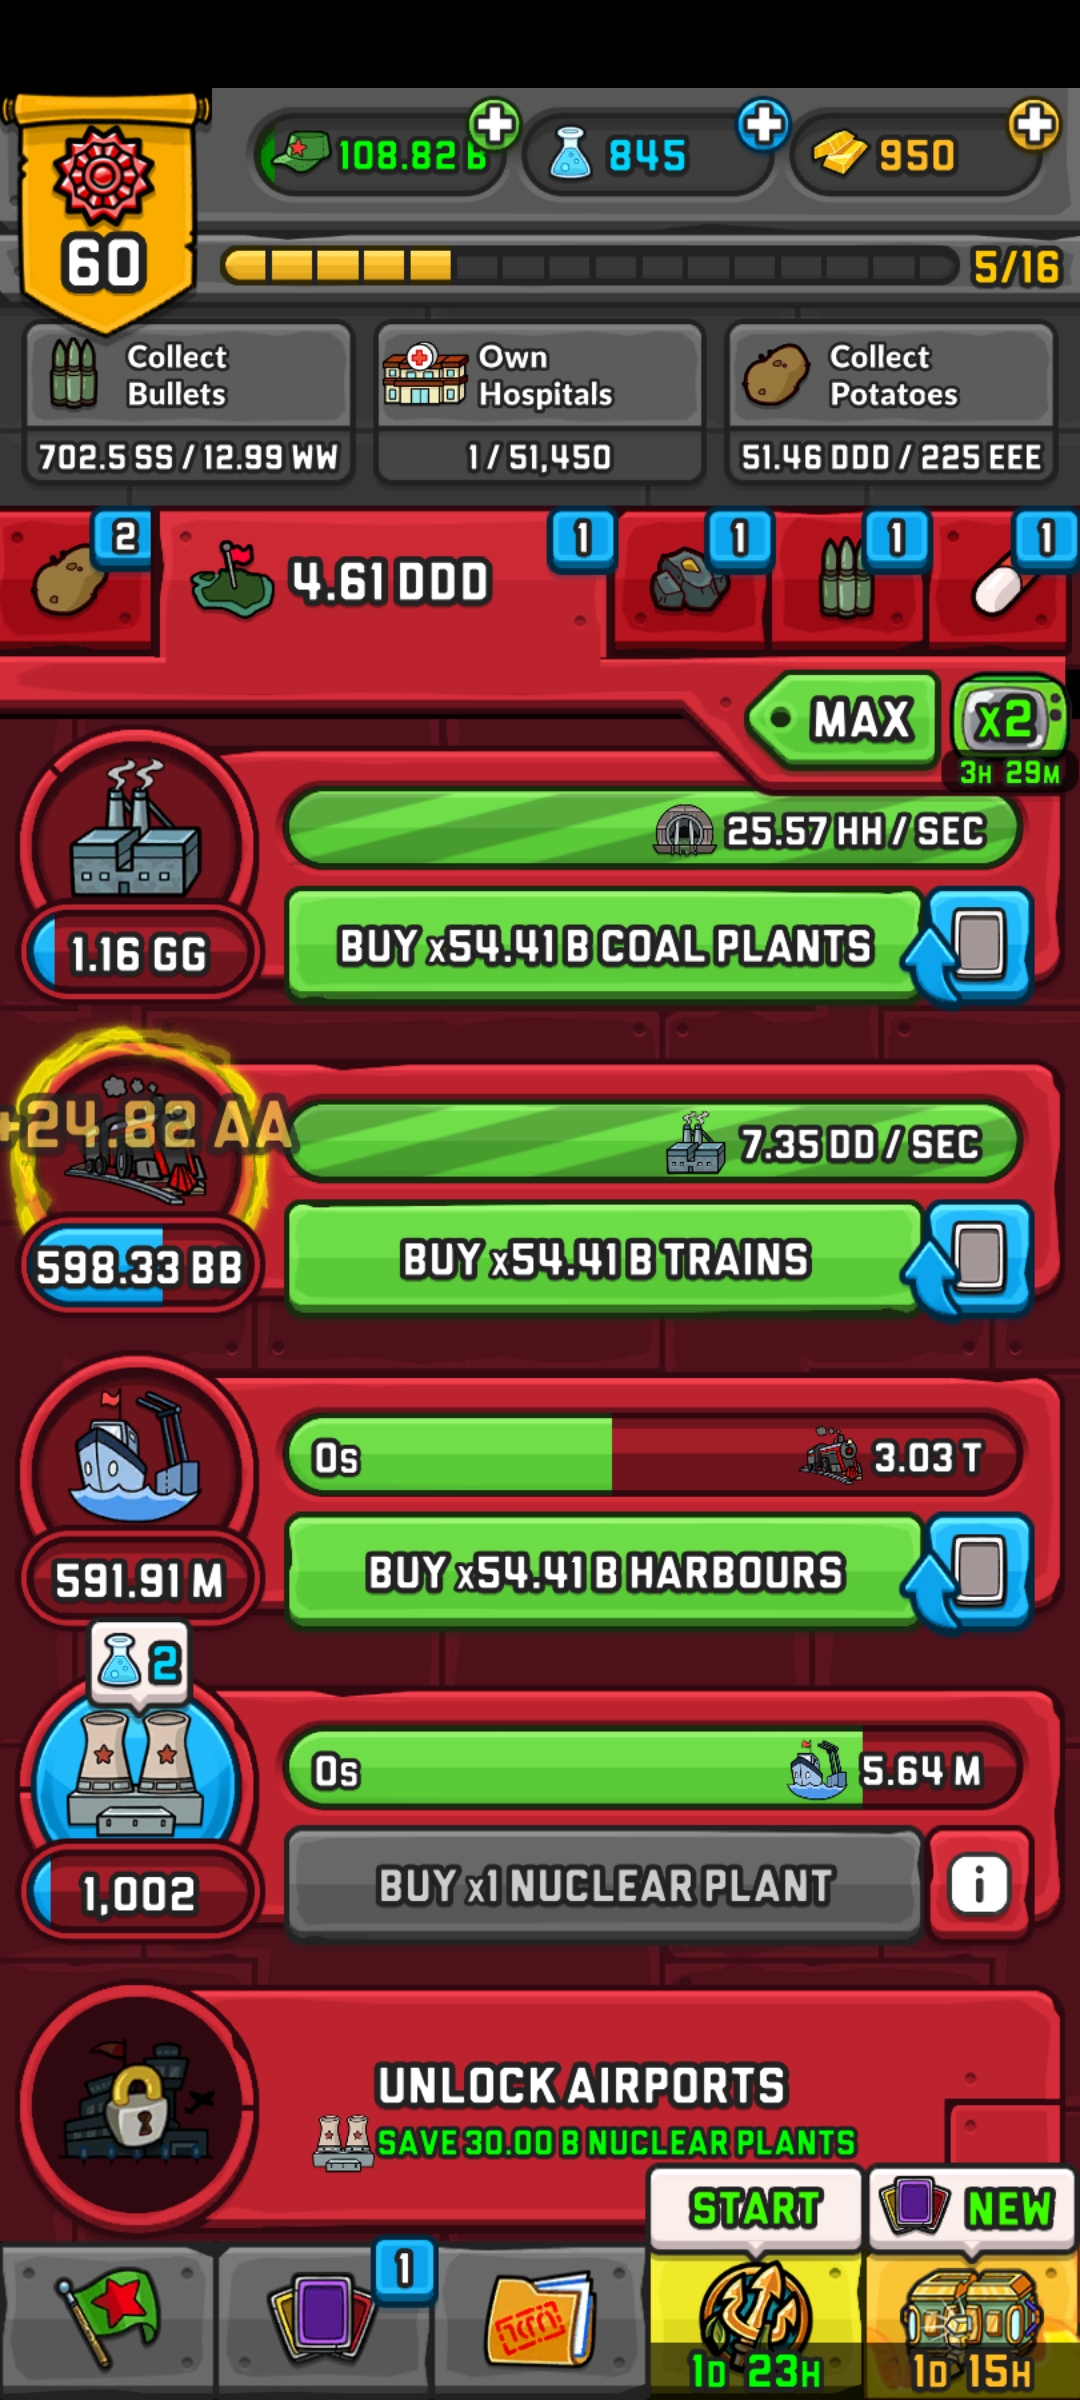 108.82 B
845
950
60
5/16
Collect
Bullets
702.5 SS / 12.99 WW
Own
Hospitals
1 / 51,450
Collect
Potatoes
51.46 DDD / 225 EEE
2
4.61 DDD
1
1
1
1
MAX
x2
3H 29M
25.57 HH / SEC
1.16 GG
BUY x54.41 B COAL PLANTS
+24.82 AA
7.35 DD / SEC
598.33 BB
BUY x54.41 B TRAINS
0s
3.03 T
591.91 M
BUY x54.41 B HARBOURS
2
0s
5.64 M
1,002
BUY x1 NUCLEAR PLANT
i
UNLOCK AIRPORTS
SAVE 30.00 B NUCLEAR PLANTS
START
NEW
1
1D 23H
1D 15H